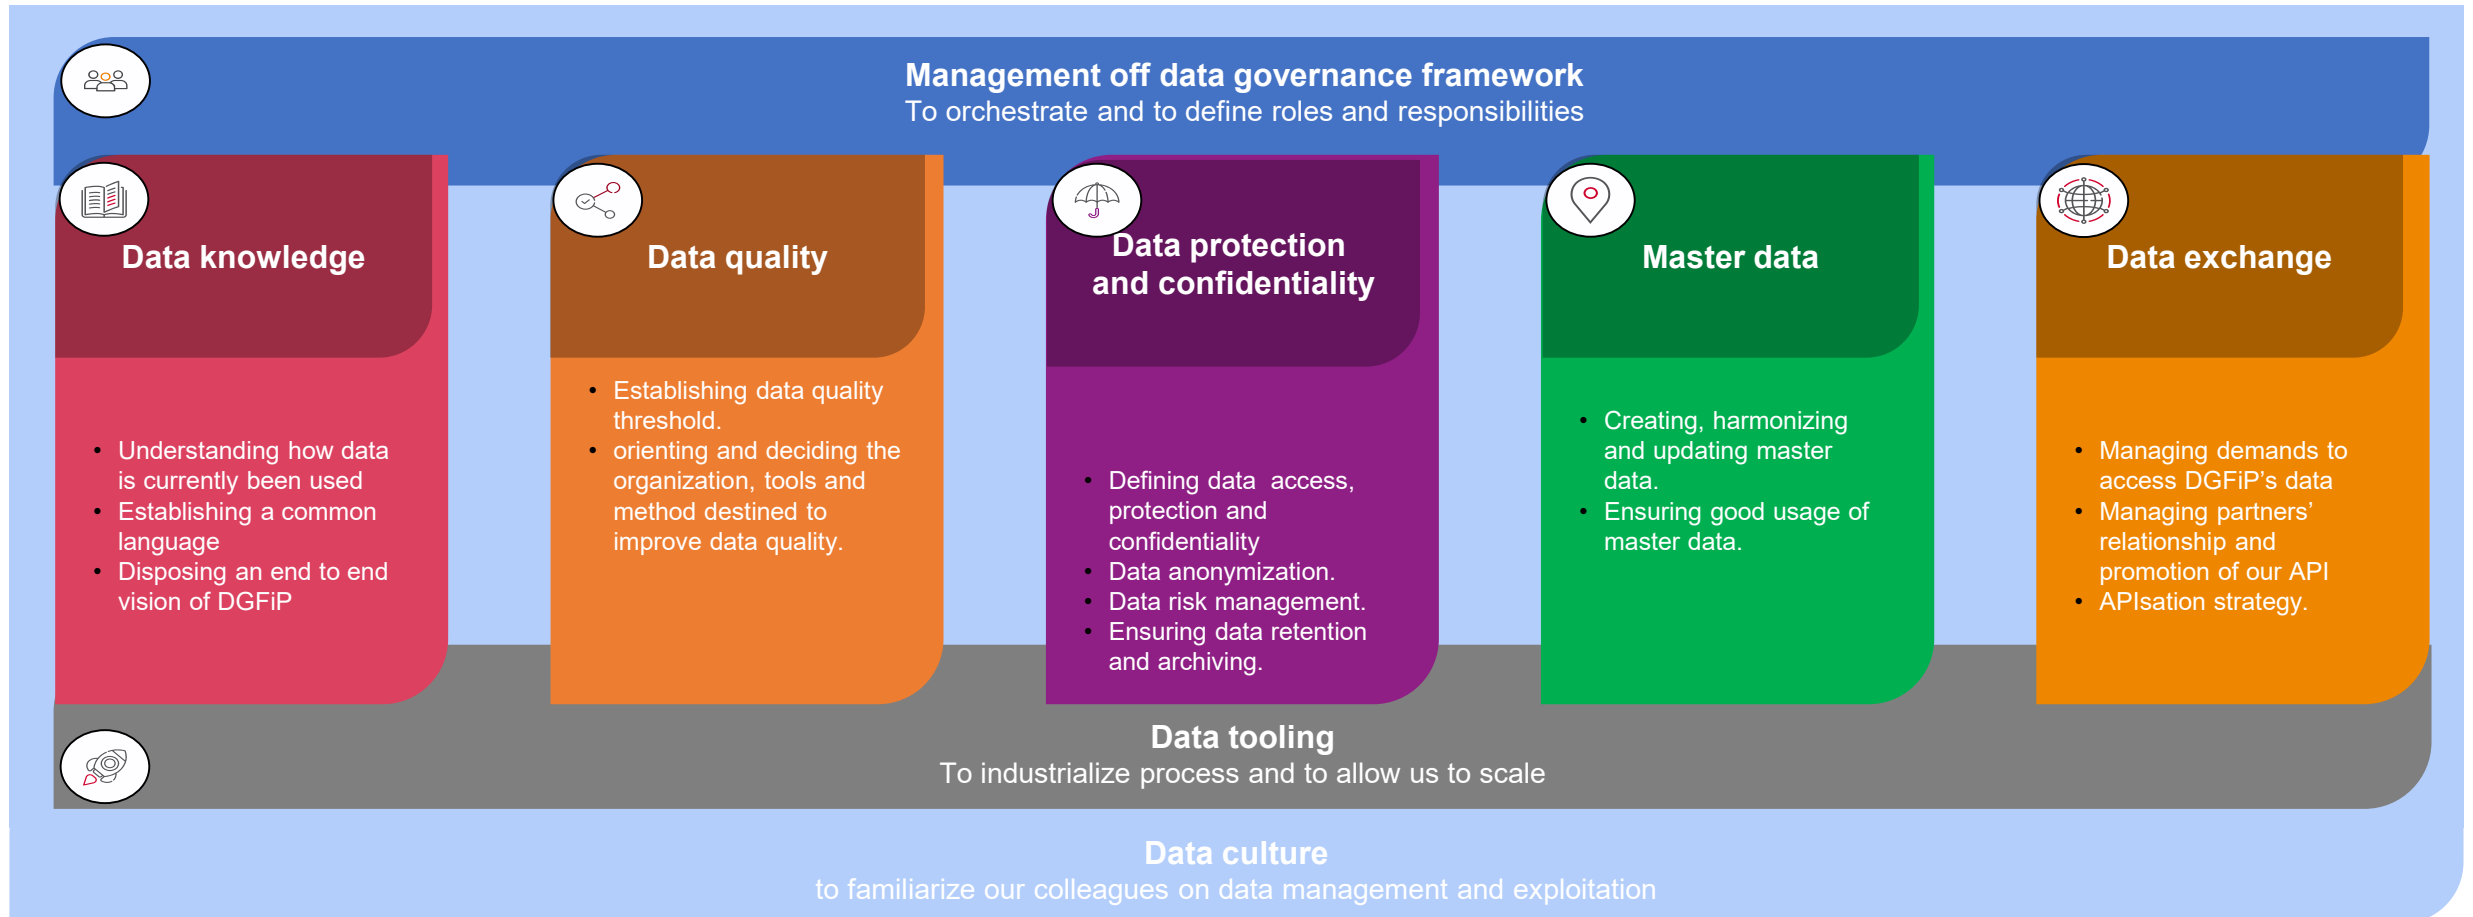 Management off data governance framework
To orchestrate and to define roles and responsibilities
Data knowledge
• Understanding how data
is currently been used
• Establishing a common
language
• Disposing an end to end
vision of DGFiP
Data quality
• Establishing data quality
threshold.
• orienting and deciding the
organization, tools and
method destined to
improve data quality.
Data protection
and confidentiality
• Defining data  access,
protection and
confidentiality
• Data anonymization.
• Data risk management.
• Ensuring data retention
and archiving.
Master data
• Creating, harmonizing
and updating master
data.
• Ensuring good usage of
master data.
Data exchange
• Managing demands to
access DGFiP’s data
• Managing partners’
relationship and
promotion of our API
• APIsation strategy.
Data tooling
To industrialize process and to allow us to scale
Data culture
to familiarize our colleagues on data management and exploitation